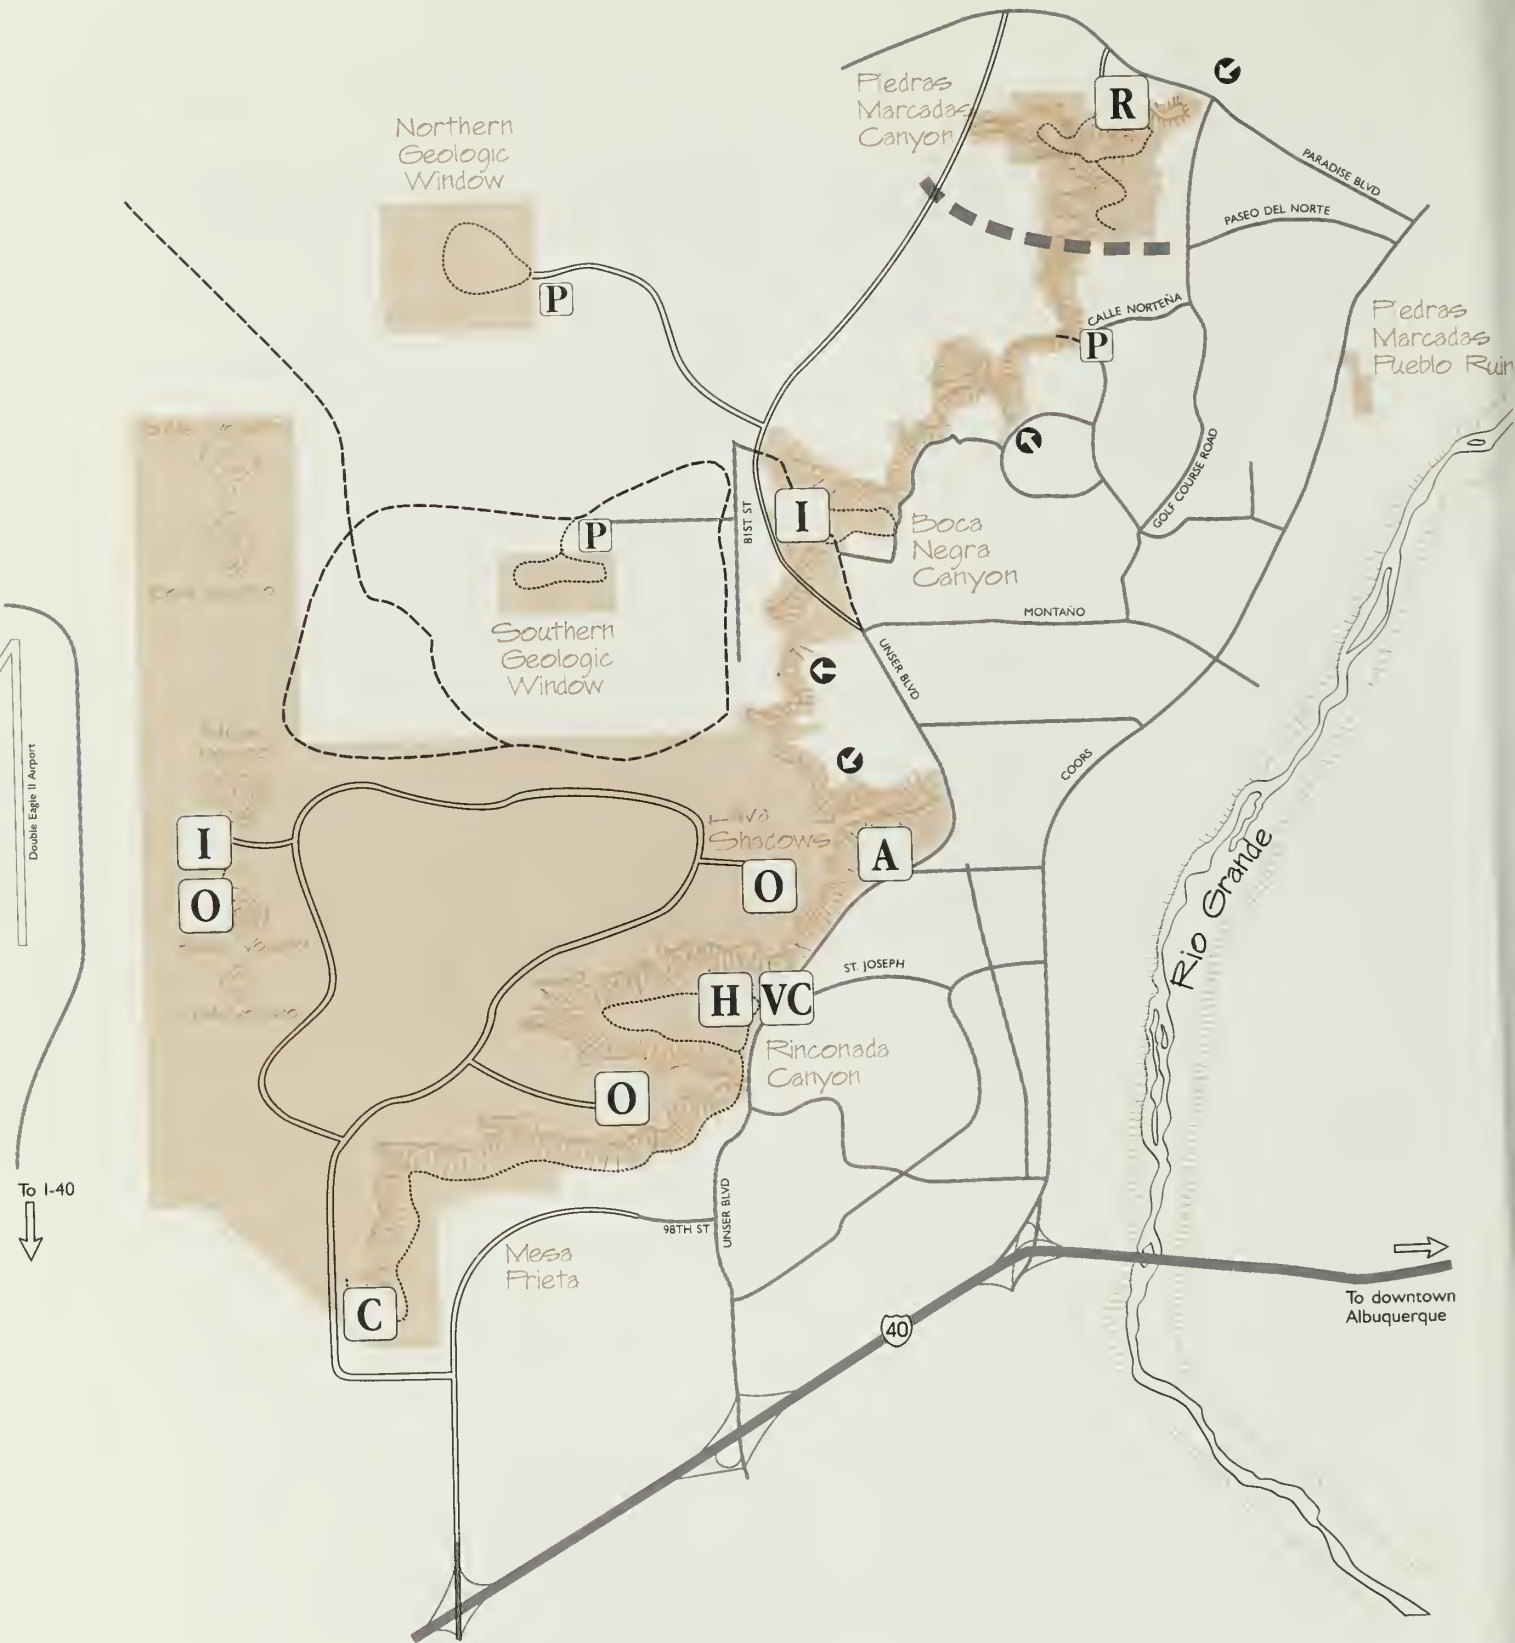 Piedras
Marcadas
Canyon
R
Northern
Geologic
Window
PARADISE BLVD
PASEO DEL NORTE
P
CALLE NORTEÑA
P
Piedras
Marcadas
Pueblo Ruin
GOLF COURSE ROAD
I
81ST ST
P
Boca
Negra
Canyon
MONTAÑO
Southern
Geologic
Window
UNSER BLVD
COORS
Double Eagle II Airport
Shadows
I
A
O
O
Rio Grande
ST. JOSEPH
H
VC
Rinconada
Canyon
O
To I-40
UNSER BLVD
98TH ST
Mesa
Prieta
C
To downtown
Albuquerque
40